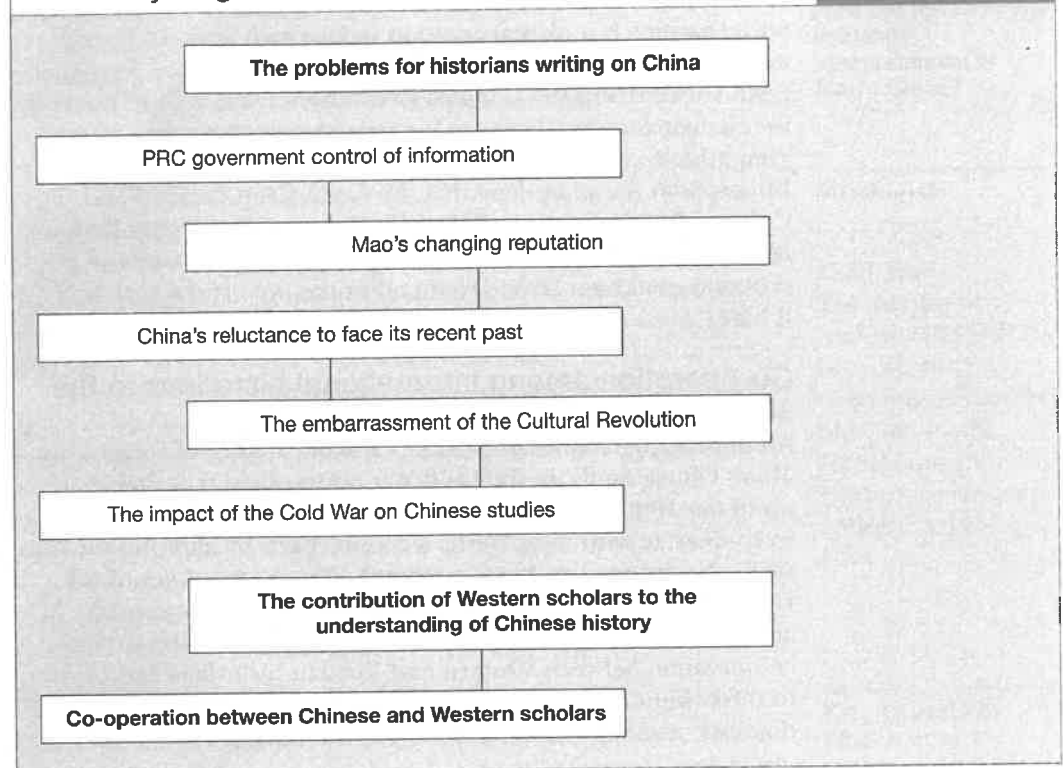 The problems for historians writing on China
PRC government control of information
Mao's changing reputation
China's reluctance to face its recent past
The embarrassment of the Cultural Revolution
The impact of the Cold War on Chinese studies
The contribution of Western scholars to the
understanding of Chinese history
Co-operation between Chinese and Western scholars